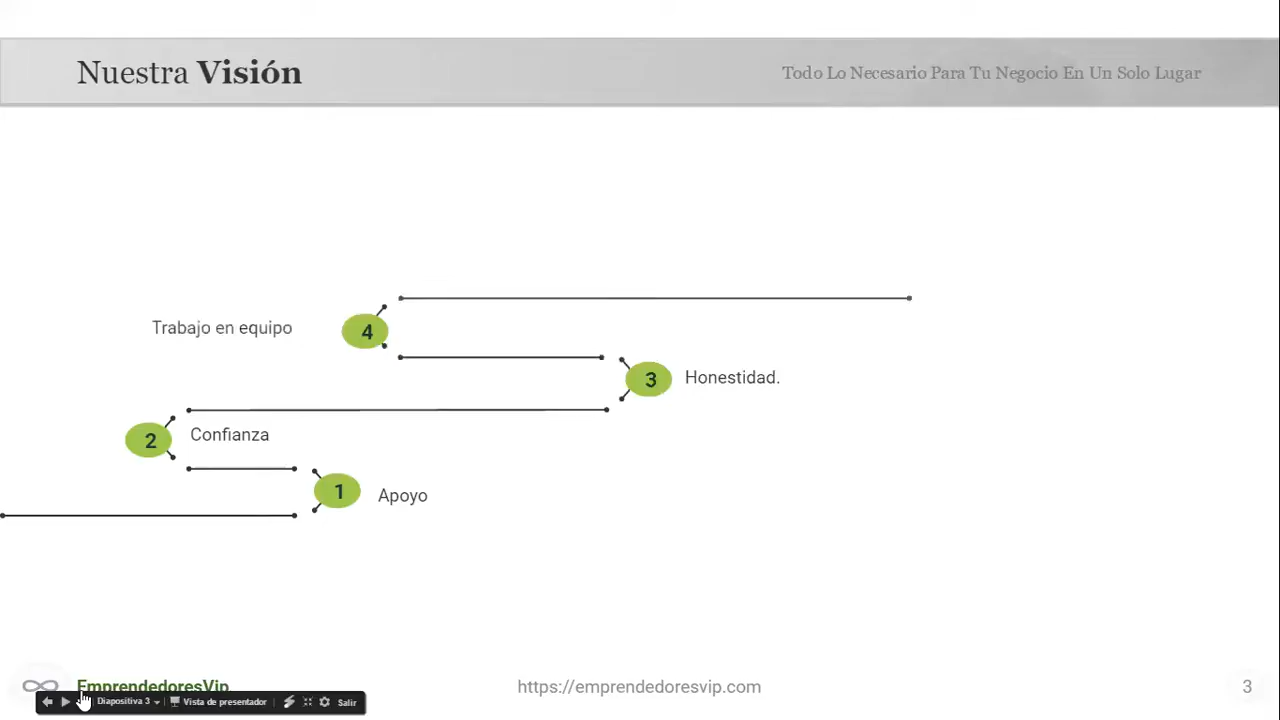 Nuestra Visión
Todo Lo Necesario Para Tu Negocio En Un Solo Lugar
Trabajo en equipo
4
3
Honestidad.
2
Confianza
1
Apoyo
EmprendedoresVip
https://emprendedoresvip.com
3
Diapositiva 3
Vista de presentador
Salir